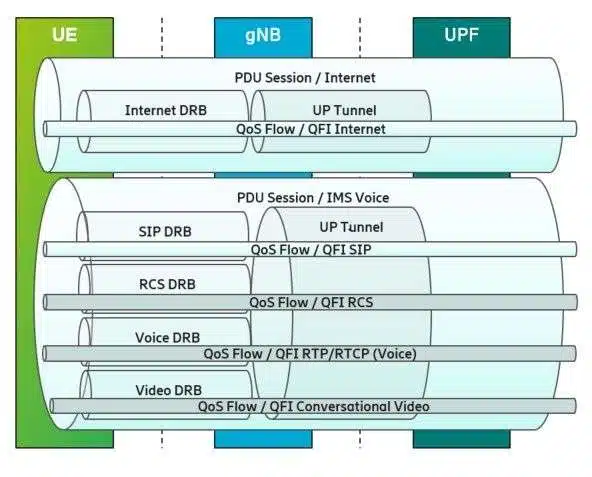 UE
gNB
UPF
PDU Session / Internet
Internet DRB
UP Tunnel
QoS Flow / QFI Internet
PDU Session / IMS Voice
SIP DRB
UP Tunnel
QoS Flow / QFI SIP
RCS DRB
QoS Flow / QFI RCS
Voice DRB
QoS Flow / QFI RTP/RTCP (Voice)
Video DRB
QoS Flow / QFI Conversational Video